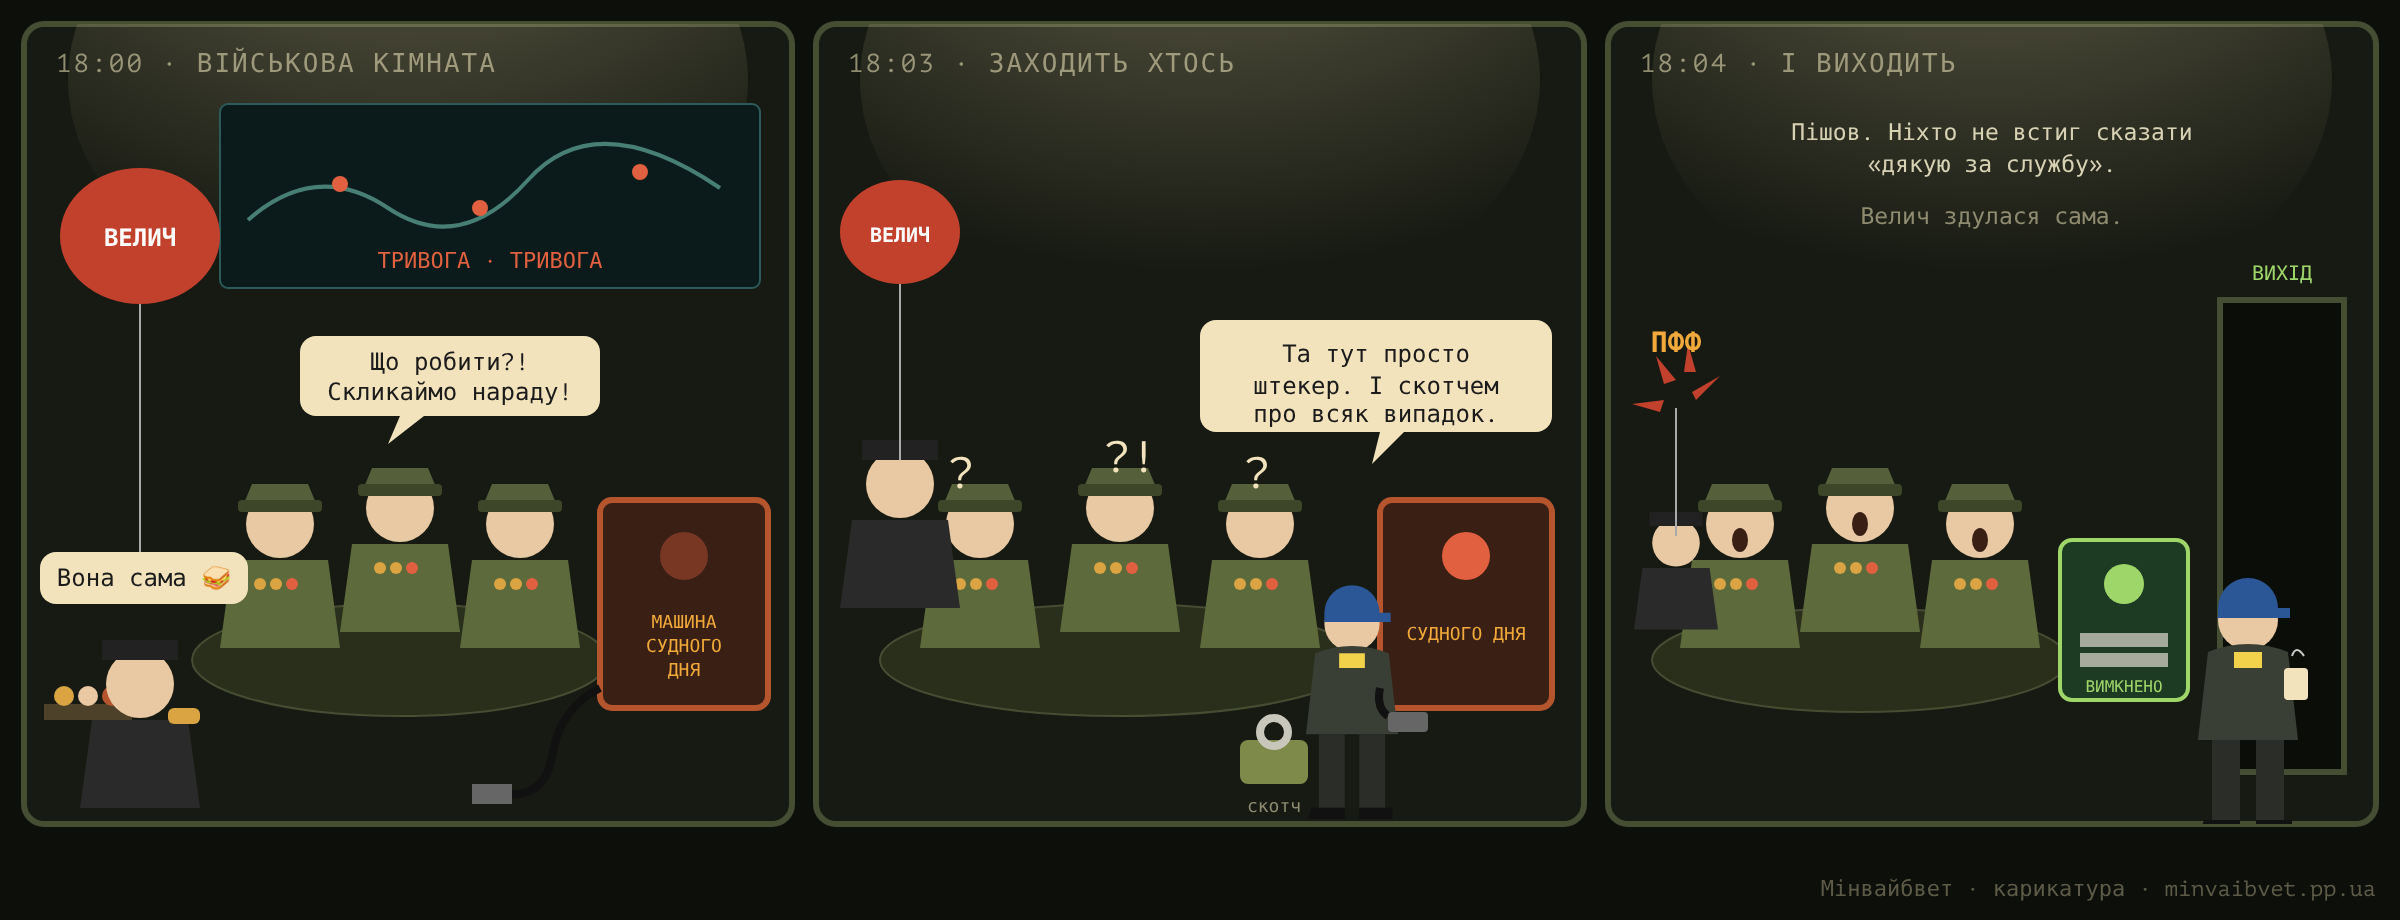 18:00 · ВІЙСЬКОВА КІМНАТА
ВЕЛИЧ
ТРИВОГА · ТРИВОГА
Що робити?!
Скликаймо нараду!
Вона сама 🥪
МАШИНА
СУДНОГО
ДНЯ
18:03 · ЗАХОДИТЬ ХТОСЬ
ВЕЛИЧ
Та тут просто
штекер. І скотчем
про всяк випадок.
?
?!
?
СУДНОГО ДНЯ
скотч
18:04 · І ВИХОДИТЬ
Пішов. Ніхто не встиг сказати
«дякую за службу».
Велич здулася сама.
ВИХІД
ПФФ
ВИМКНЕНО
Мінвайбвет · карикатура · minvaibvet.pp.ua